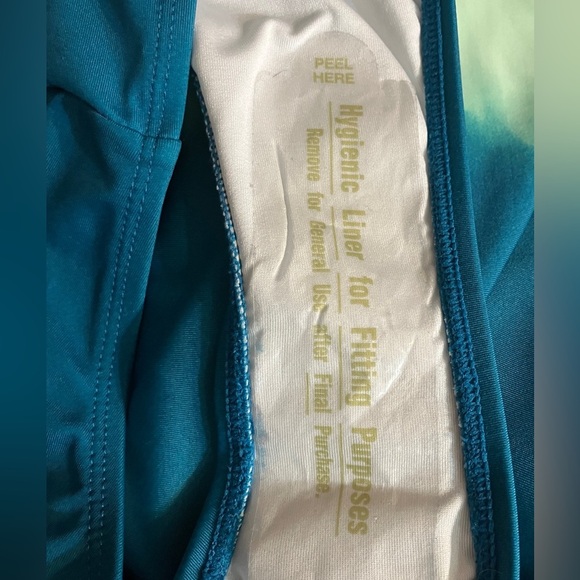 PEEL
HERE
Hygienic Liner for Fitting Purposes
Remove for General Use after Final Purchase.